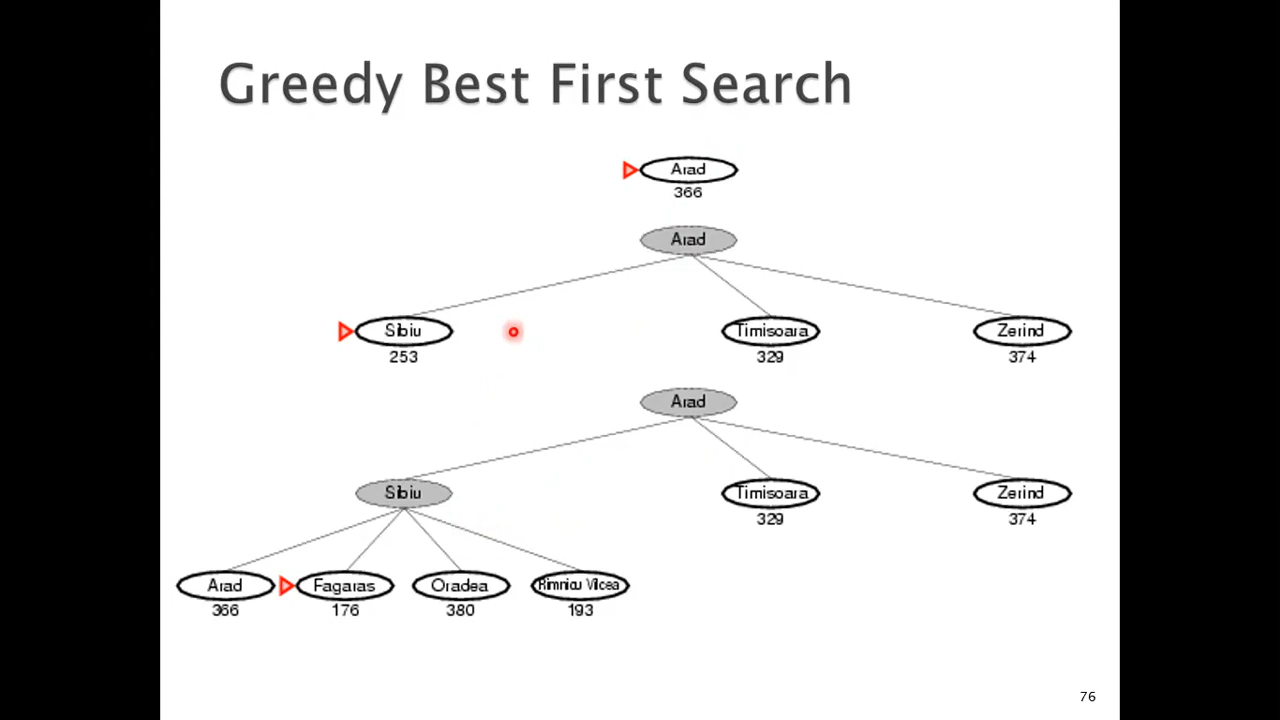 Greedy Best First Search
Arad
366
Arad
Sibiu
Timisoara
Zerind
253
329
374
Arad
Sibiu
Timisoara
Zerind
329
374
Arad
Fagaras
Oradea
Rimnicu Vilcea
366
176
380
193
76